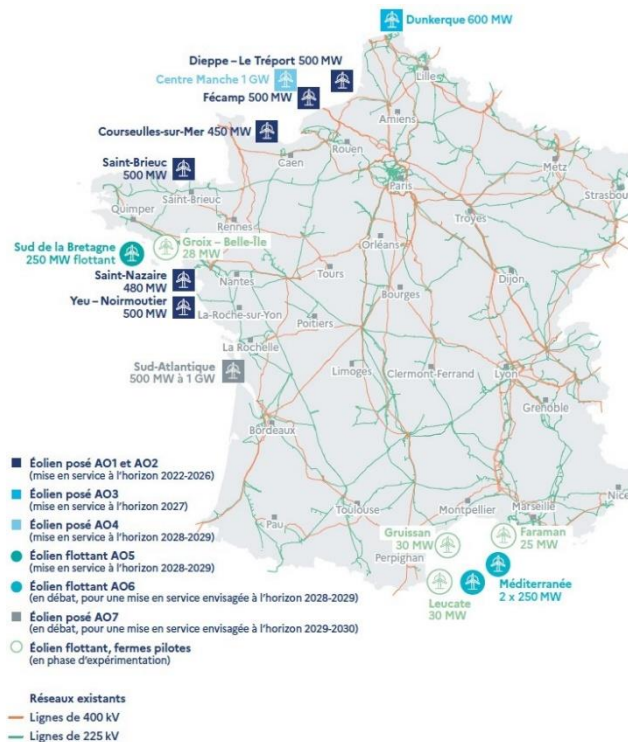 Dunkerque 600 MW
Lille
Dieppe – Le Tréport 500 MW
Centre Manche 1 GW
Fécamp 500 MW
Amiens
Courseulles-sur-Mer 450 MW
Rouen
Caen
Metz
Saint-Brieuc
500 MW
Paris
Strasbou
Saint-Brieuc
Quimper
Rennes
Troyes
Sud de la Bretagne
250 MW flottant
Groix – Belle-Île
28 MW
Orléans
Saint-Nazaire
480 MW
Nantes
Tours
Dijon
Yeu – Noirmoutier
500 MW
Bourges
La-Roche-sur-Yon
Poitiers
La Rochelle
Sud-Atlantique
500 MW à 1 GW
Limoges
Clermont-Ferrand
Lyon
Grenoble
Bordeaux
Éolien posé AO1 et AO2
(mise en service à l’horizon 2022-2026)
Éolien posé AO3
(mise en service à l’horizon 2027)
Éolien posé AO4
(mise en service à l’horizon 2028-2029)
Éolien flottant AO5
(mise en service à l’horizon 2028-2029)
Éolien flottant AO6
(en débat, pour une mise en service envisagée à l’horizon 2028-2029)
Éolien posé AO7
(en débat, pour une mise en service envisagée à l’horizon 2029-2030)
Éolien flottant, fermes pilotes
(en phase d’expérimentation)
Pau
Toulouse
Montpellier
Marseille
Nice
Gruissan
30 MW
Faraman
25 MW
Perpignan
Méditerranée
2 x 250 MW
Leucate
30 MW
Réseaux existants
Lignes de 400 kV
Lignes de 225 kV